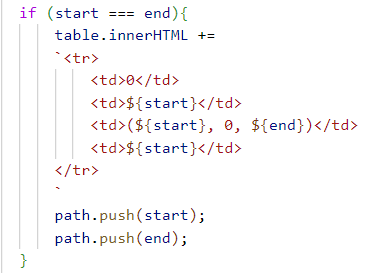 if (start === end){
table.innerHTML +=
`<tr>
<td>0</td>
<td>${start}</td>
<td>(${start}, 0, ${end})</td>
<td>${start}</td>
</tr>
`
path.push(start);
path.push(end);
}